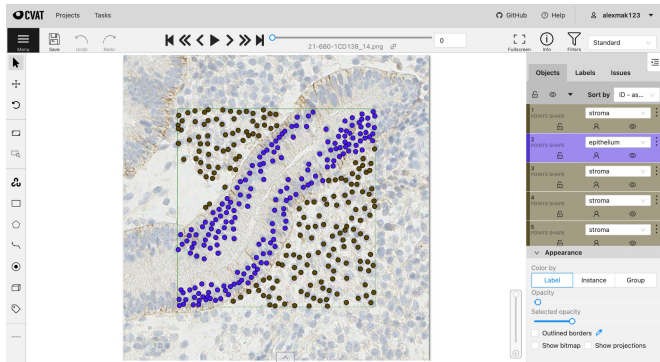 CVAT Projects Tasks GitHub Help alexmak123
Menu Save Undo Redo 21-680-1CD138_14.png 0 Fullscreen Info Filters Standard
Objects Labels Issues
Sort by ID - as...
1 stroma
POINTS SHAPE
2 epithelium
POINTS SHAPE
3 stroma
POINTS SHAPE
4 stroma
POINTS SHAPE
5 stroma
POINTS SHAPE
Appearance
Color by
Label Instance Group
Opacity
Selected opacity
Outlined borders
Show bitmap Show projections